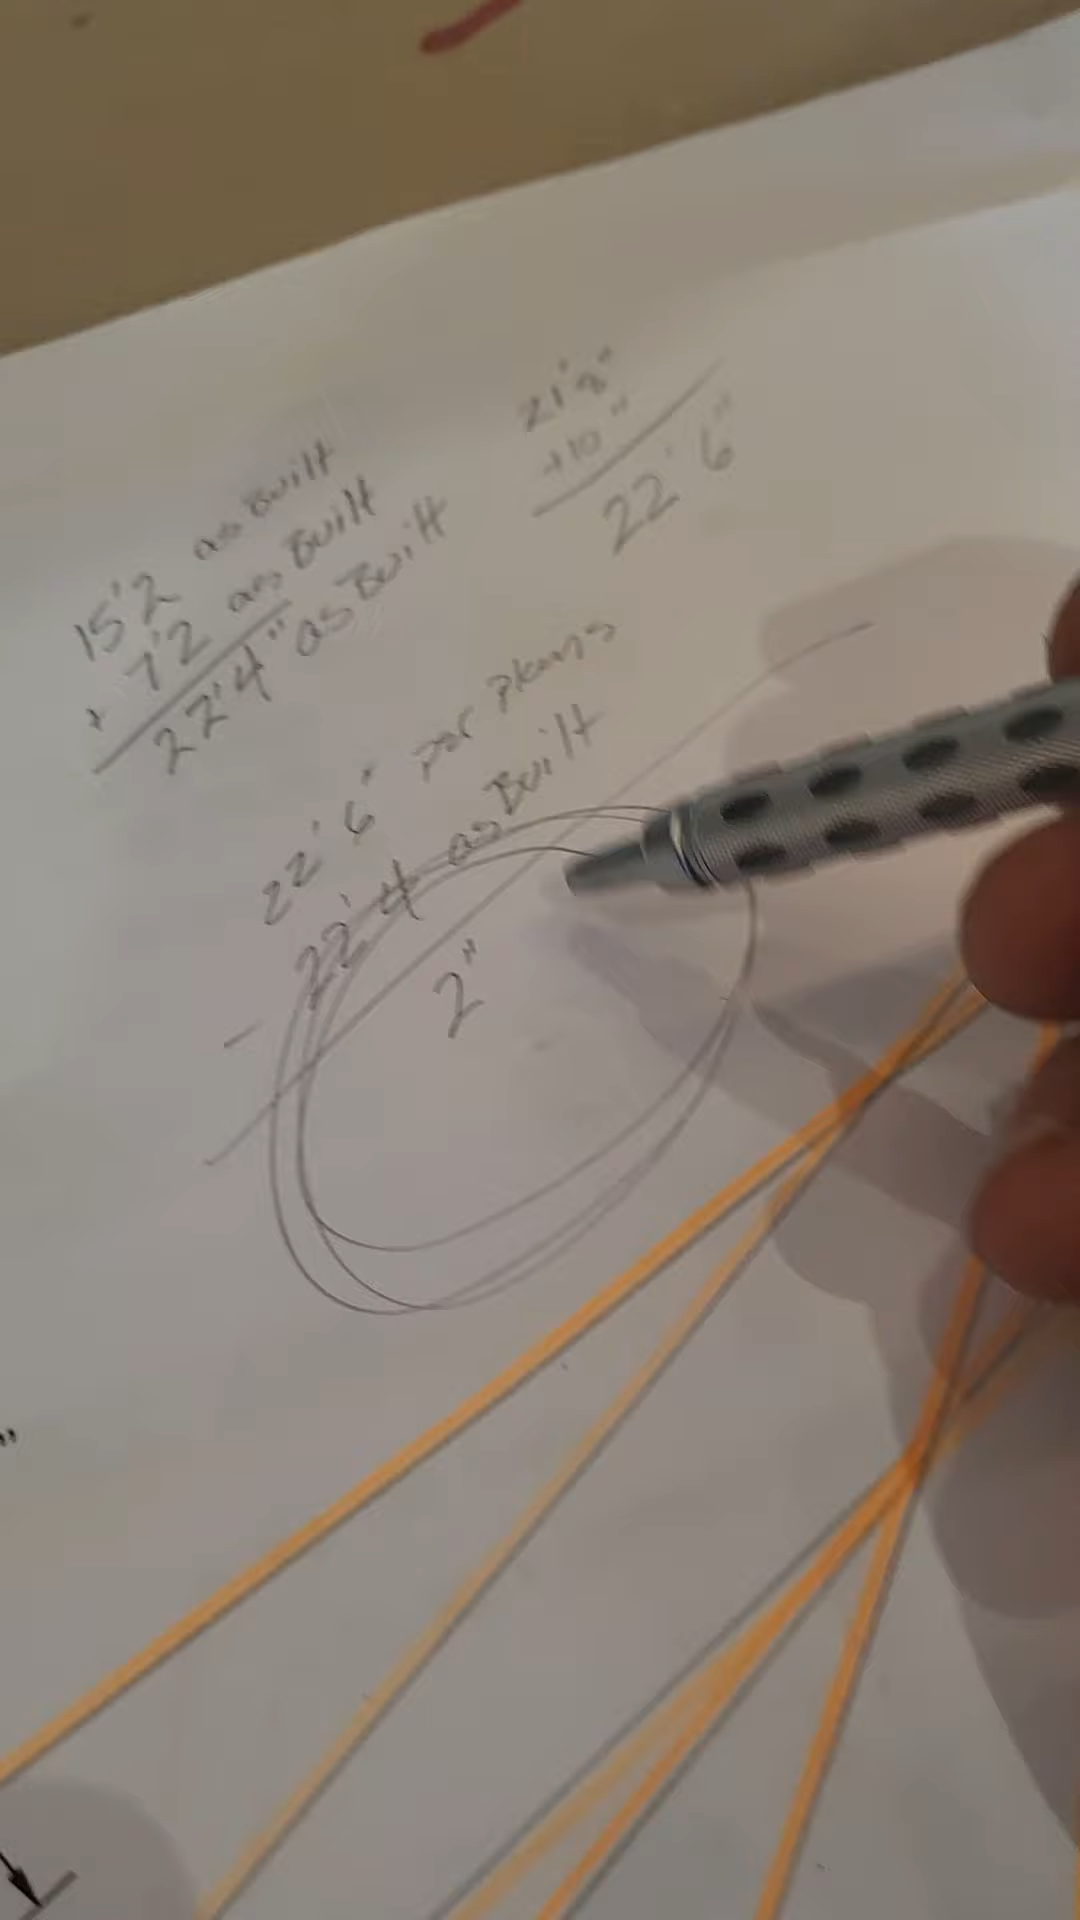 15'2 as Built
+ 7'2 as Built
22'4" as Built
21'8"
+10"
22' 6"
22' 6" per plans
- 22'4 as Built
2"
"